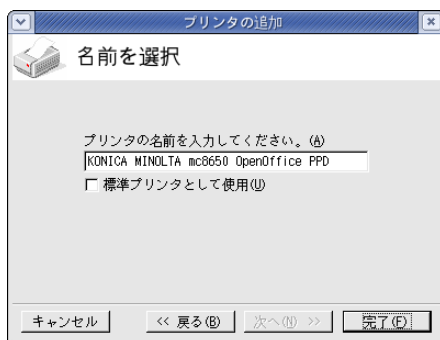 プリンタの追加
名前を選択
プリンタの名前を入力してください。(A)
KONICA MINOLTA mc8650 OpenOffice PPD
標準プリンタとして使用(U)
キャンセル << 戻る(B) 次へ(N) >> 完了(F)